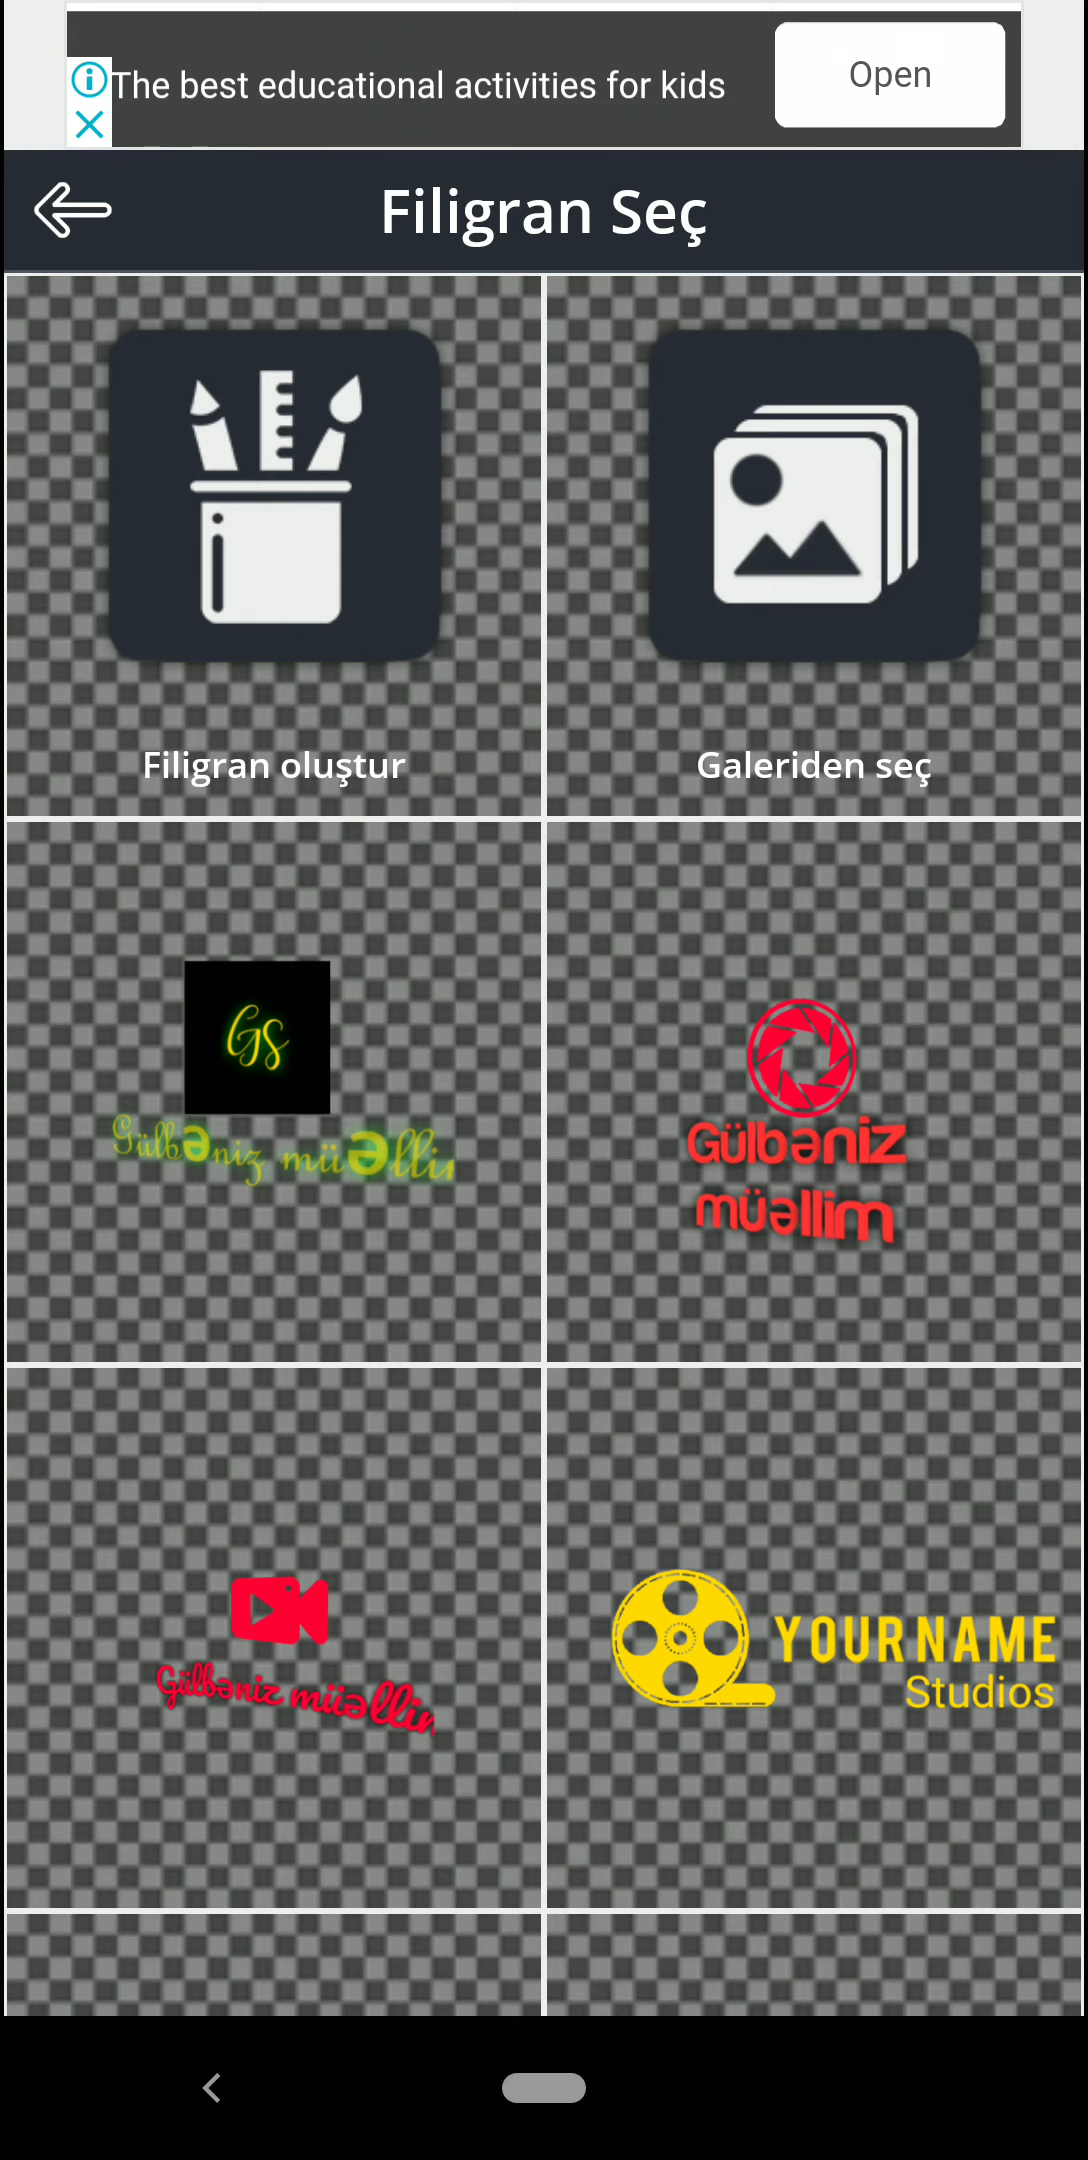 The best educational activities for kids
Open
Filigran Seç
Filigran oluştur
Galeriden seç
GS
Gülbəniz müəllim
Gülbəniz
müəllim
Gülbəniz müəllim
YOUR NAME
Studios